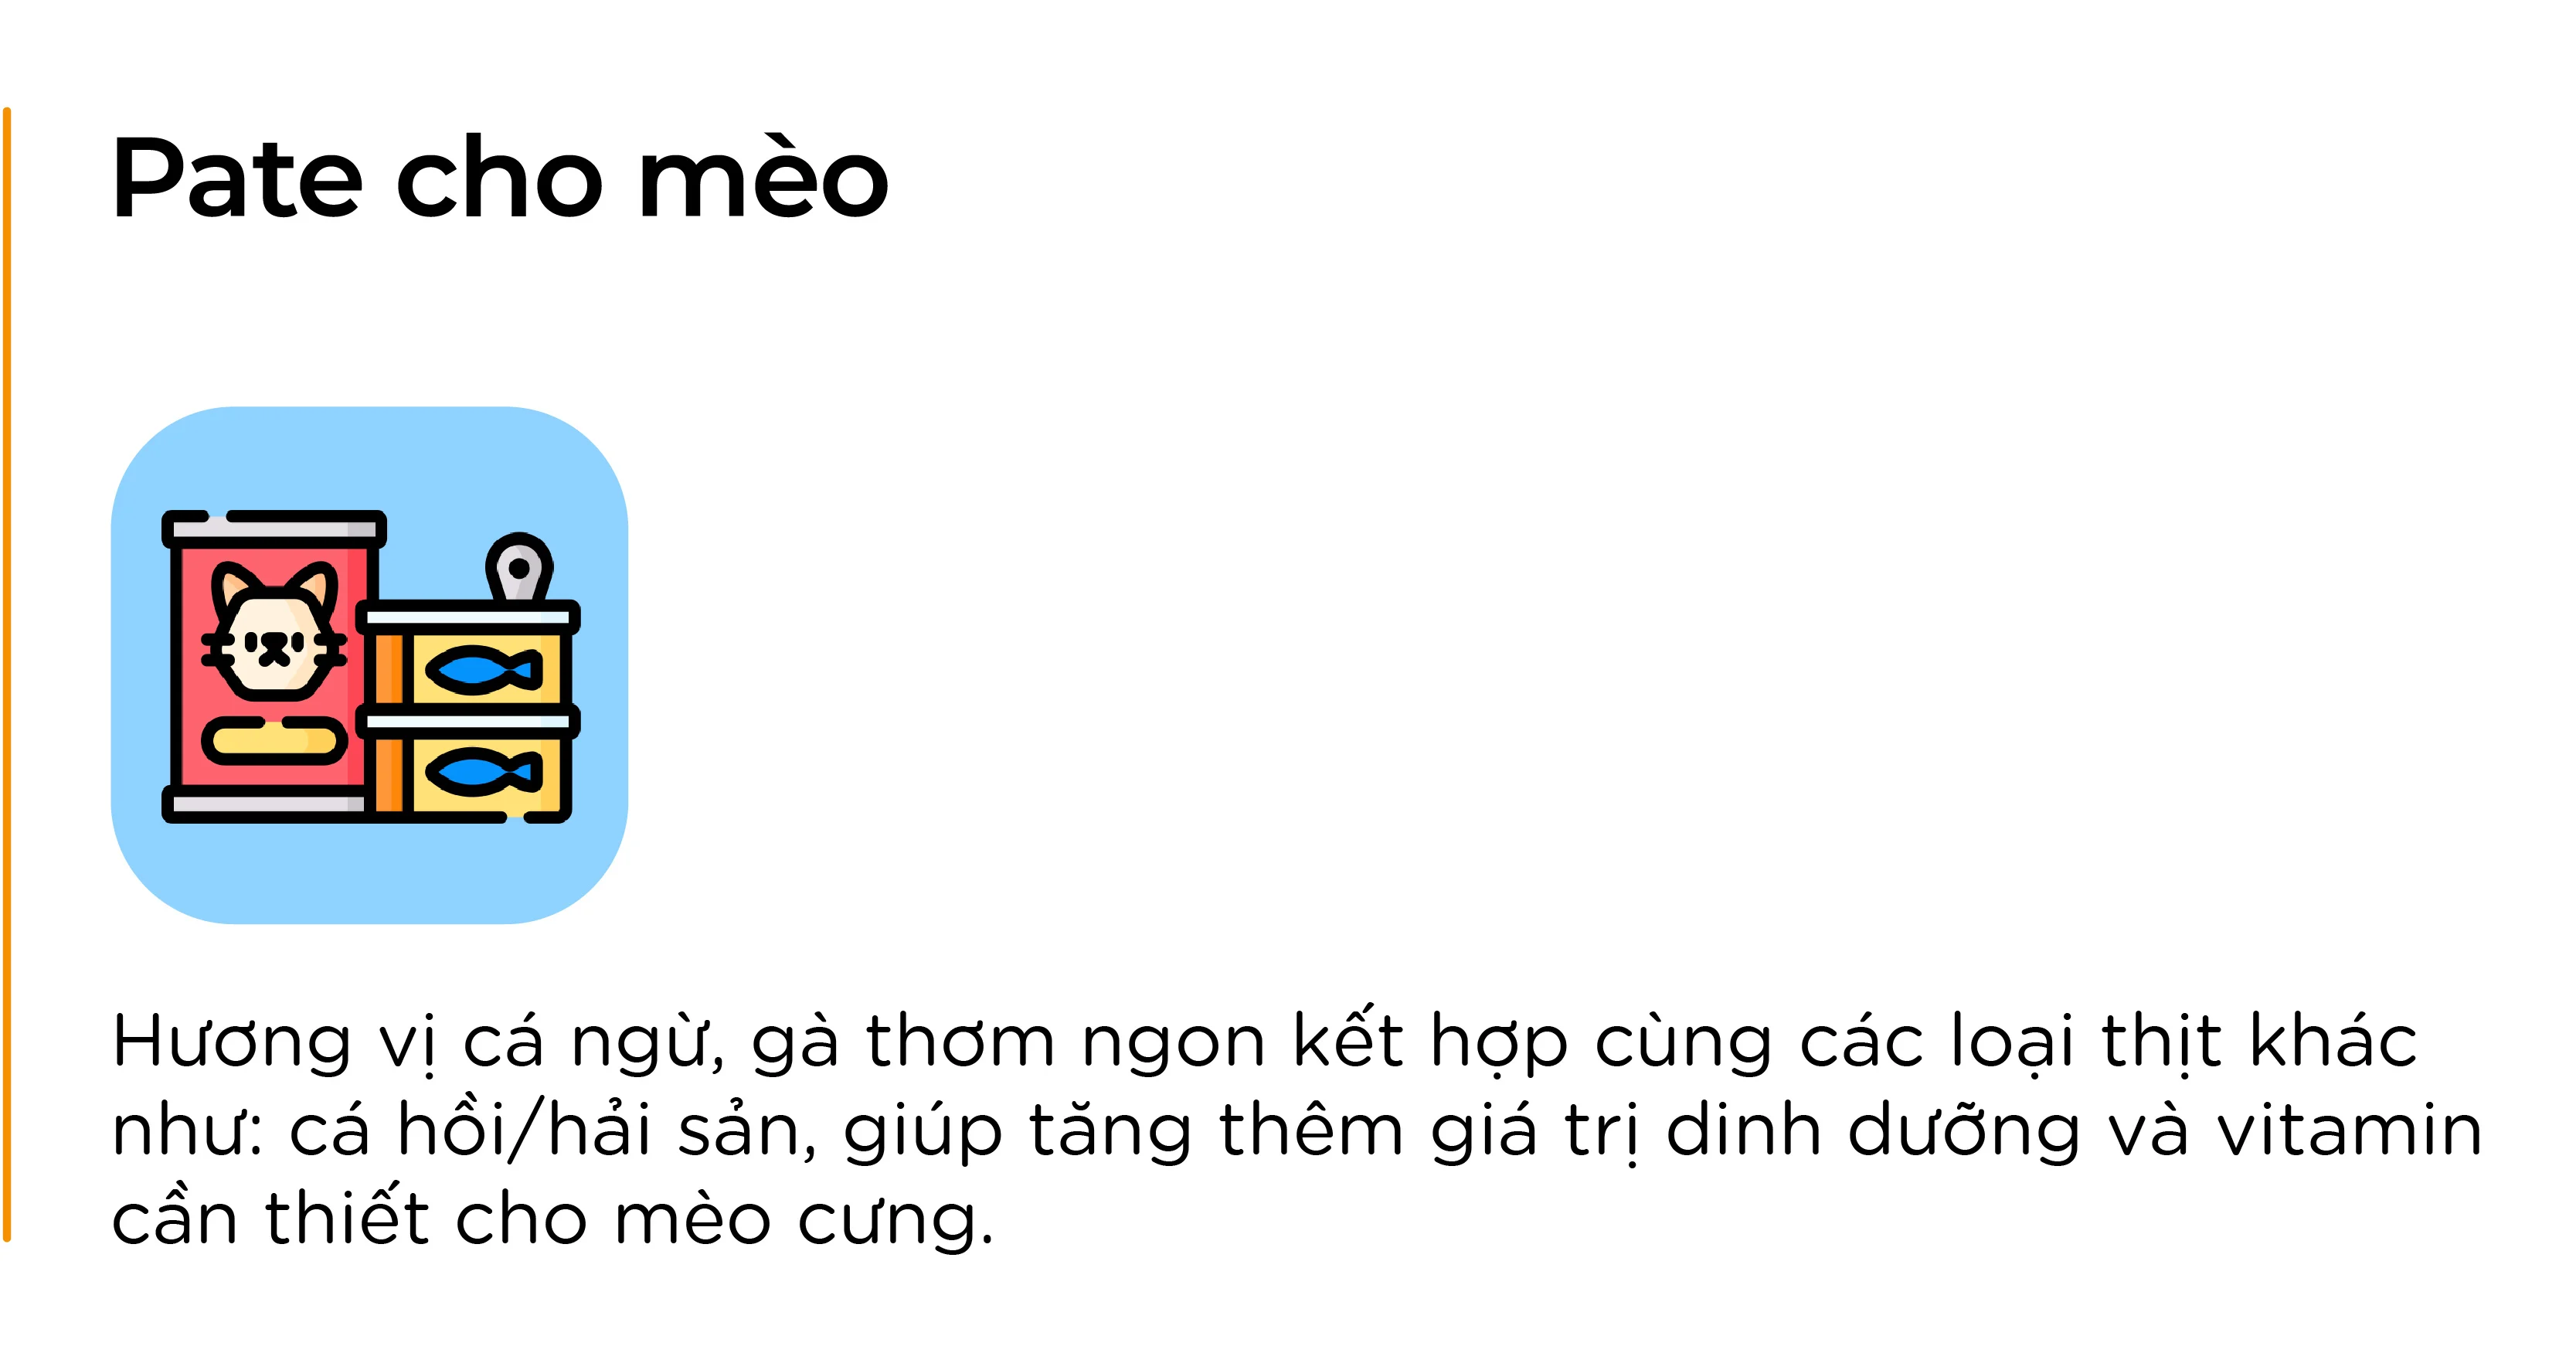 Pate cho mèo
Hương vị cá ngừ, gà thơm ngon kết hợp cùng các loại thịt khác
như: cá hồi/hải sản, giúp tăng thêm giá trị dinh dưỡng và vitamin
cần thiết cho mèo cưng.